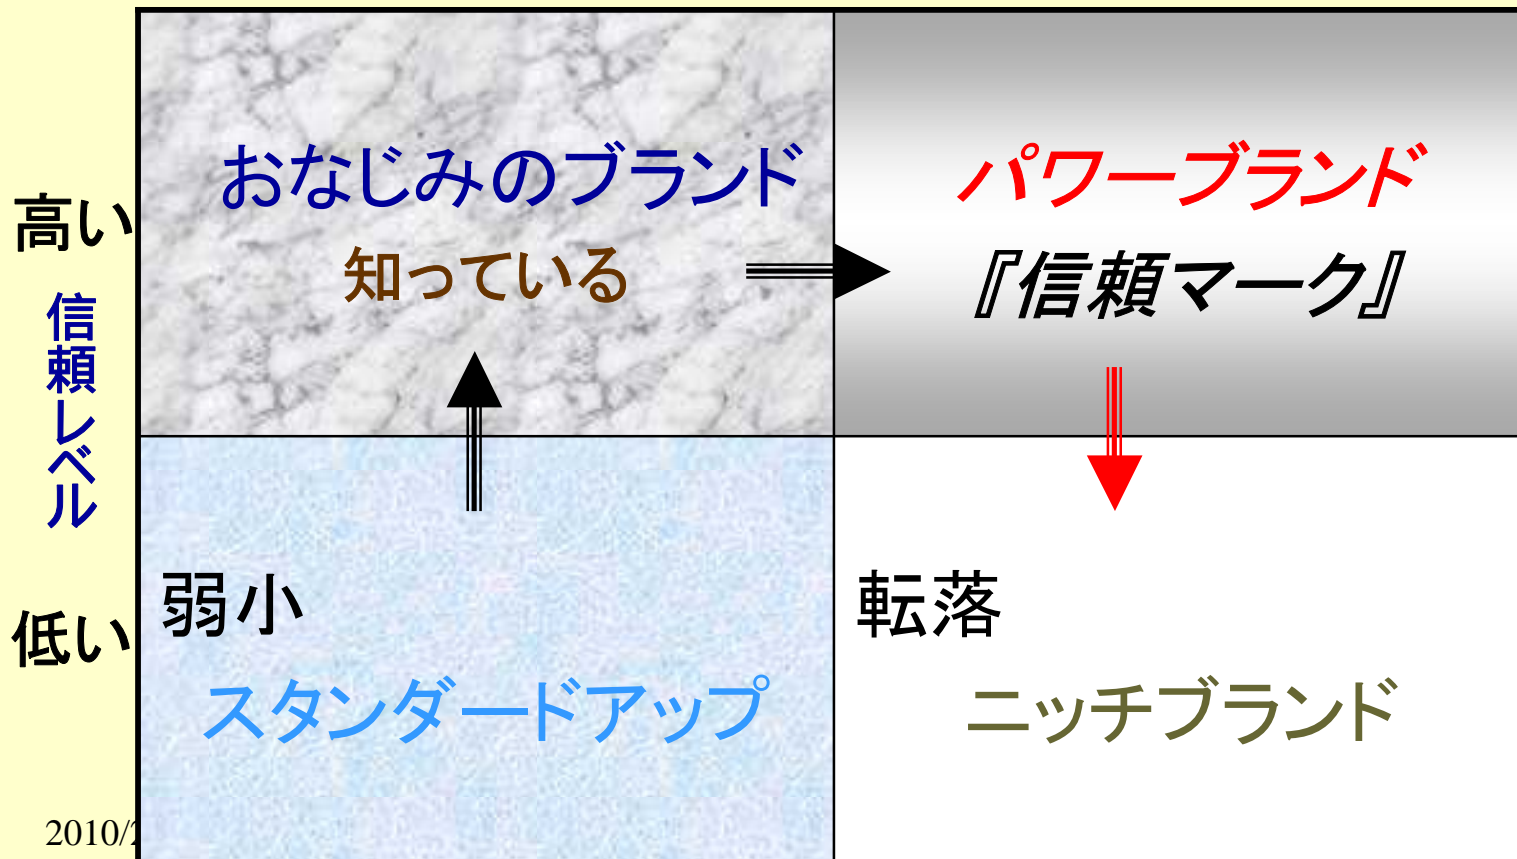 高い
信頼レベル
低い
おなじみのブランド
知っている
パワーブランド
『信頼マーク』
弱小
スタンダードアップ
転落
ニッチブランド
2010/2